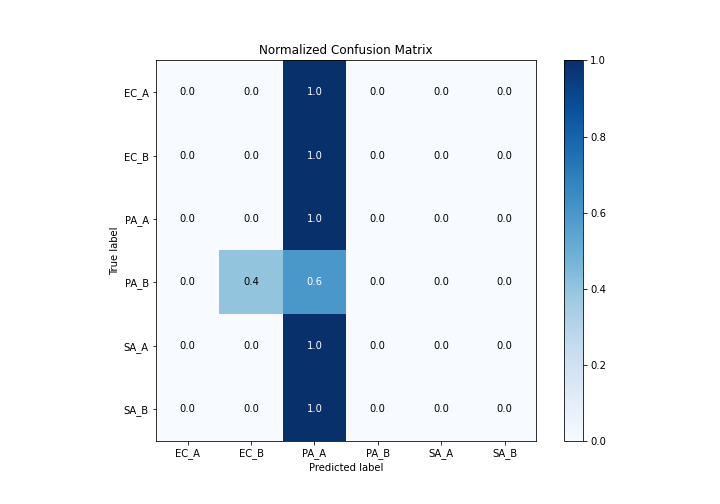 Normalized Confusion Matrix
1.0
EC_A 0.0 0.0 1.0 0.0 0.0 0.0
0.8
EC_B 0.0 0.0 1.0 0.0 0.0 0.0
PA_A 0.0 0.0 1.0 0.0 0.0 0.0
0.6
True label
PA_B 0.0 0.4 0.6 0.0 0.0 0.0
0.4
SA_A 0.0 0.0 1.0 0.0 0.0 0.0
0.2
SA_B 0.0 0.0 1.0 0.0 0.0 0.0
0.0
EC_A EC_B PA_A PA_B SA_A SA_B
Predicted label